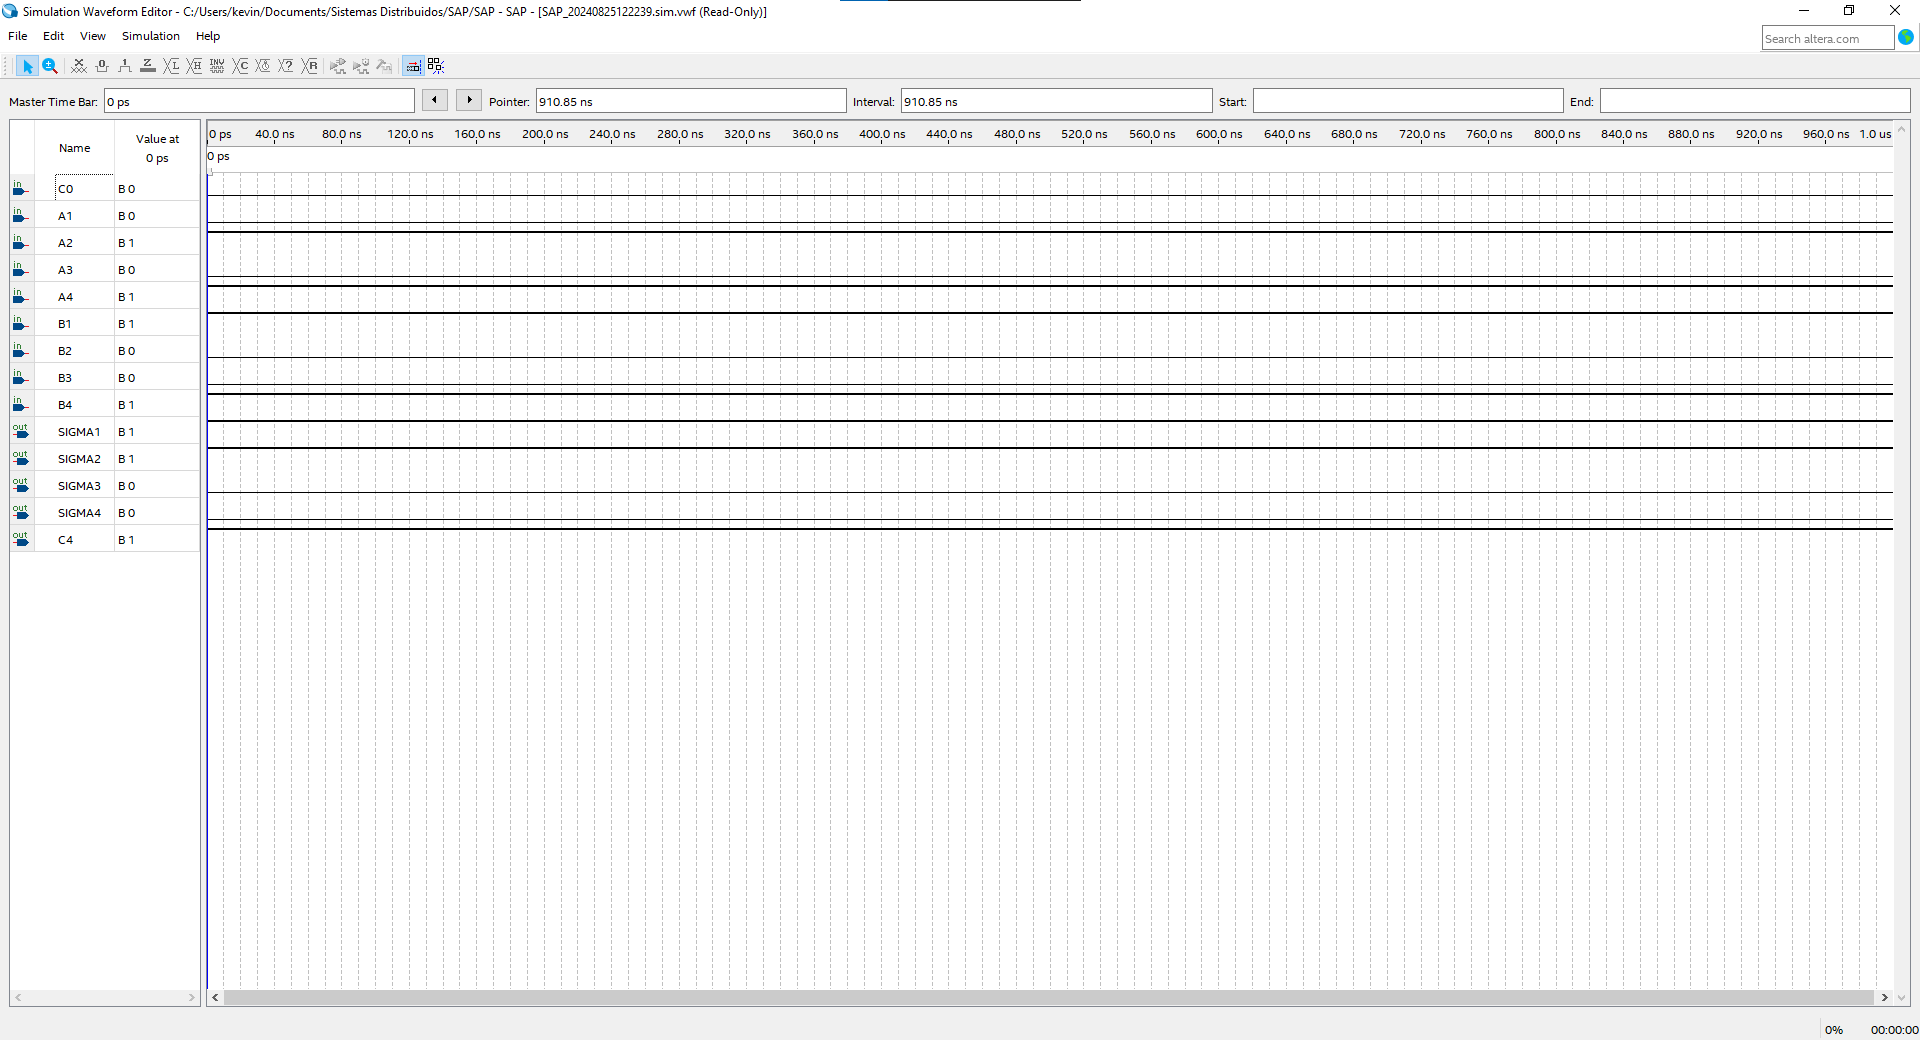 Simulation Waveform Editor - C:/Users/kevin/Documents/Sistemas Distribuidos/SAP/SAP - SAP - [SAP_20240825122239.sim.vwf (Read-Only)]
File Edit View Simulation Help
Search altera.com
Master Time Bar: 0 ps Pointer: 910.85 ns Interval: 910.85 ns Start: End:
Name Value at 0 ps
0 ps 40.0 ns 80.0 ns 120.0 ns 160.0 ns 200.0 ns 240.0 ns 280.0 ns 320.0 ns 360.0 ns 400.0 ns 440.0 ns 480.0 ns 520.0 ns 560.0 ns 600.0 ns 640.0 ns 680.0 ns 720.0 ns 760.0 ns 800.0 ns 840.0 ns 880.0 ns 920.0 ns 960.0 ns 1.0 us
0 ps
in C0 B 0
in A1 B 0
in A2 B 1
in A3 B 0
in A4 B 1
in B1 B 1
in B2 B 0
in B3 B 0
in B4 B 1
out SIGMA1 B 1
out SIGMA2 B 1
out SIGMA3 B 0
out SIGMA4 B 0
out C4 B 1
0% 00:00:00